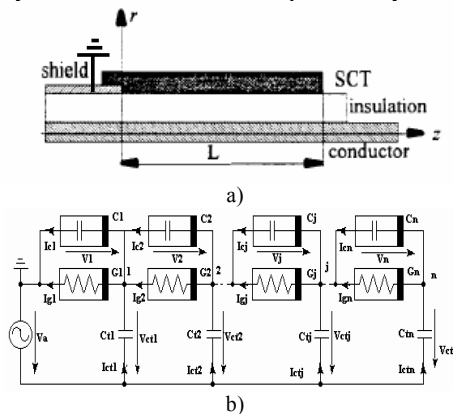 r
shield
SCT
insulation
z
L
conductor
a)
C1 C2 Cj Cn
Ic1 Ic2 Icj Icn
V1 V2 Vj Vn
G1 1 G2 2 Gj j Gn n
Ig1 Ig2 Igj Ign
Va Ct1 Vct1 Ct2 Vct2 Ctj Vctj Ctn Vct
Ict1 Ict2 Ictj Ictn
b)